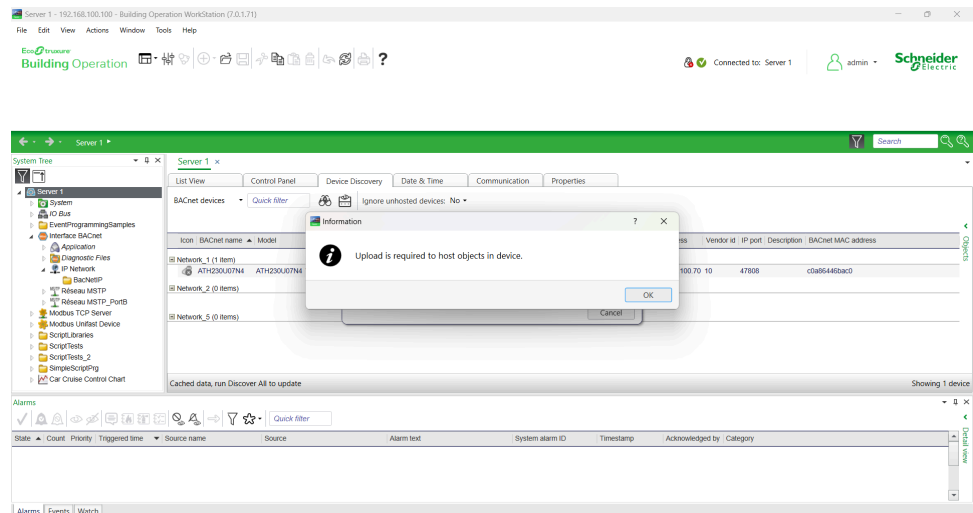 Server 1 - 192.168.100.100 - Building Operation WorkStation (7.0.1.71)
File Edit View Actions Window Tools Help
EcoStruxure
Building Operation
?
Connected to: Server 1
admin
Schneider
Electric
Server 1
Search
System Tree
Server 1 ×
List View Control Panel Device Discovery Date & Time Communication Properties
Server 1
System
IO Bus
EventProgrammingSamples
Interface BACnet
Application
Diagnostic Files
IP Network
BacNetIP
Réseau MSTP
Réseau MSTP_PortB
Modbus TCP Server
Modbus Unifast Device
ScriptLibraries
ScriptTests
ScriptTests_2
SimpleScriptPrg
Car Cruise Control Chart
BACnet devices Quick filter Ignore unhosted devices: No
Icon BACnet name Model Vendor id IP port Description BACnet MAC address
Network_1 (1 item)
ATH230U07N4 ATH230U07N4 100.70 10 47808 c0a86446bac0
Network_2 (0 items)
Network_5 (0 items)
Information ? ×
Upload is required to host objects in device.
OK
Cancel
Objects
Cached data, run Discover All to update Showing 1 device
Alarms
Quick filter
State Count Priority Triggered time Source name Source Alarm text System alarm ID Timestamp Acknowledged by Category
Detail view
Alarms Events Watch